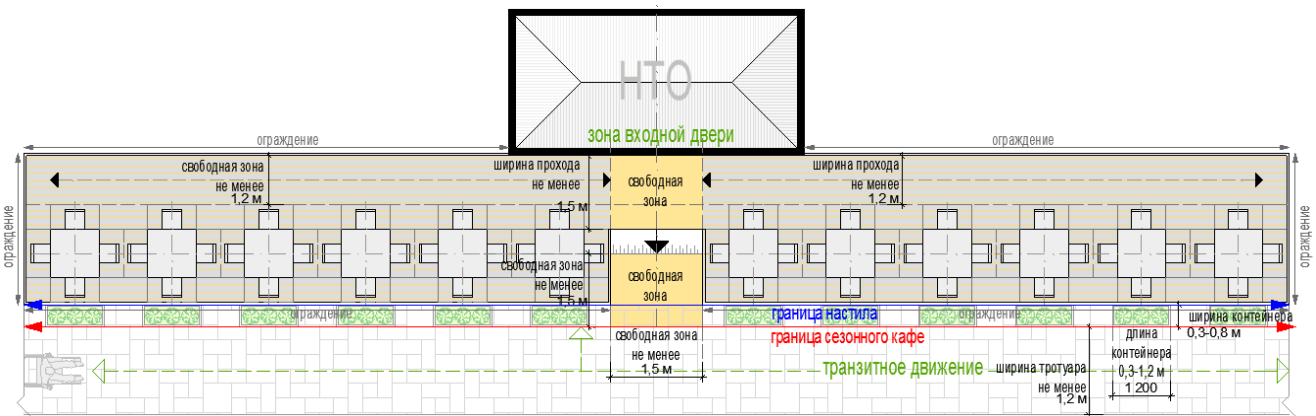 НТО
зона входной двери
ограждение
ограждение
свободная зона
не менее
1,2 м
ширина прохода
не менее
1,5 м
свободная
зона
ширина прохода
не менее
1,2 м
ограждение
ограждение
свободная зона
не менее
1,5 м
свободная
зона
ограждение
ограждение
граница настила
граница сезонного кафе
ширина контейнера
0,3-0,8 м
свободная зона
не менее
1,5 м
транзитное движение
ширина тротуара
не менее
1,2 м
длина
контейнера
0,3-1,2 м
1 200